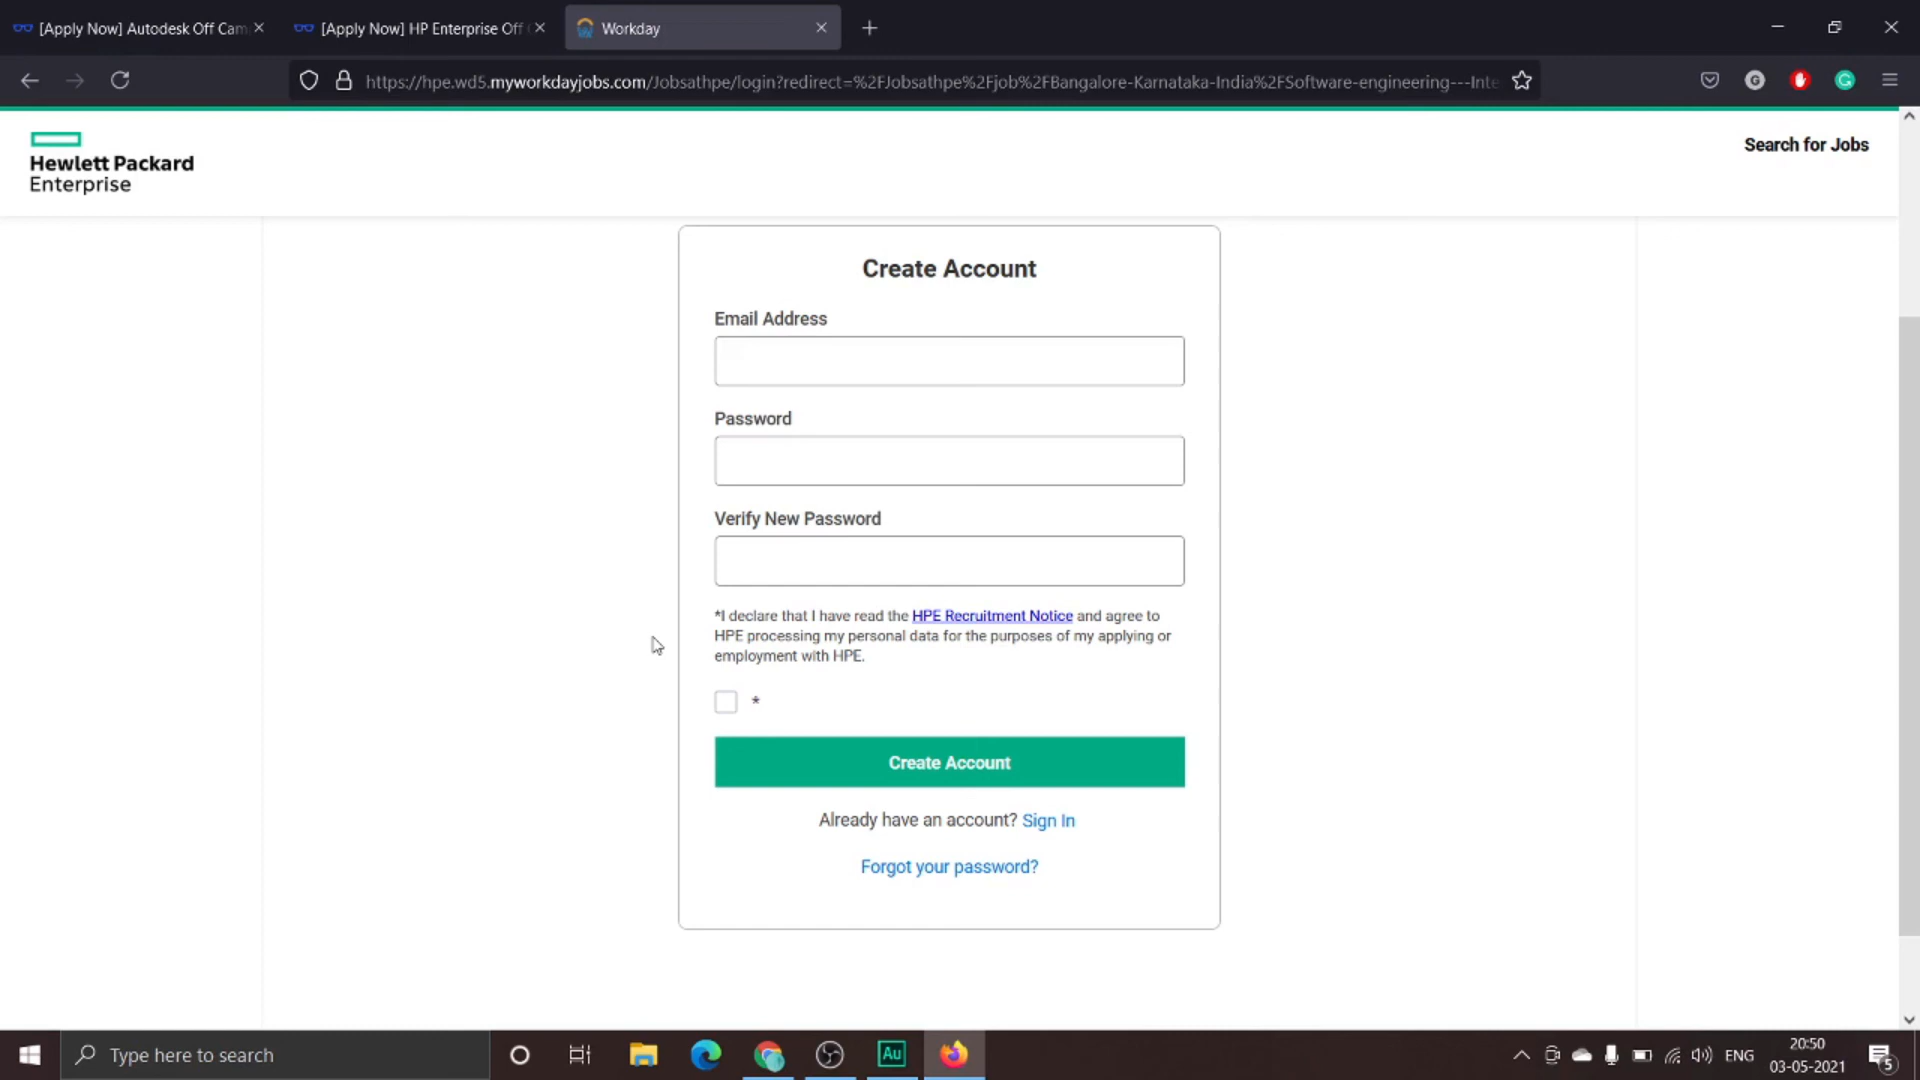 [Apply Now] Autodesk Off Cam
[Apply Now] HP Enterprise Off
Workday
https://hpe.wd5.myworkdayjobs.com/Jobsathpe/login?redirect=%2FJobsathpe%2Fjob%2FBangalore-Karnataka-India%2FSoftware-engineering---Inte
Hewlett Packard
Enterprise
Search for Jobs
Create Account
Email Address
Password
Verify New Password
*I declare that I have read the HPE Recruitment Notice and agree to
HPE processing my personal data for the purposes of my applying or
employment with HPE.
*
Create Account
Already have an account? Sign In
Forgot your password?
Type here to search
Au
ENG
20:50
03-05-2021
5